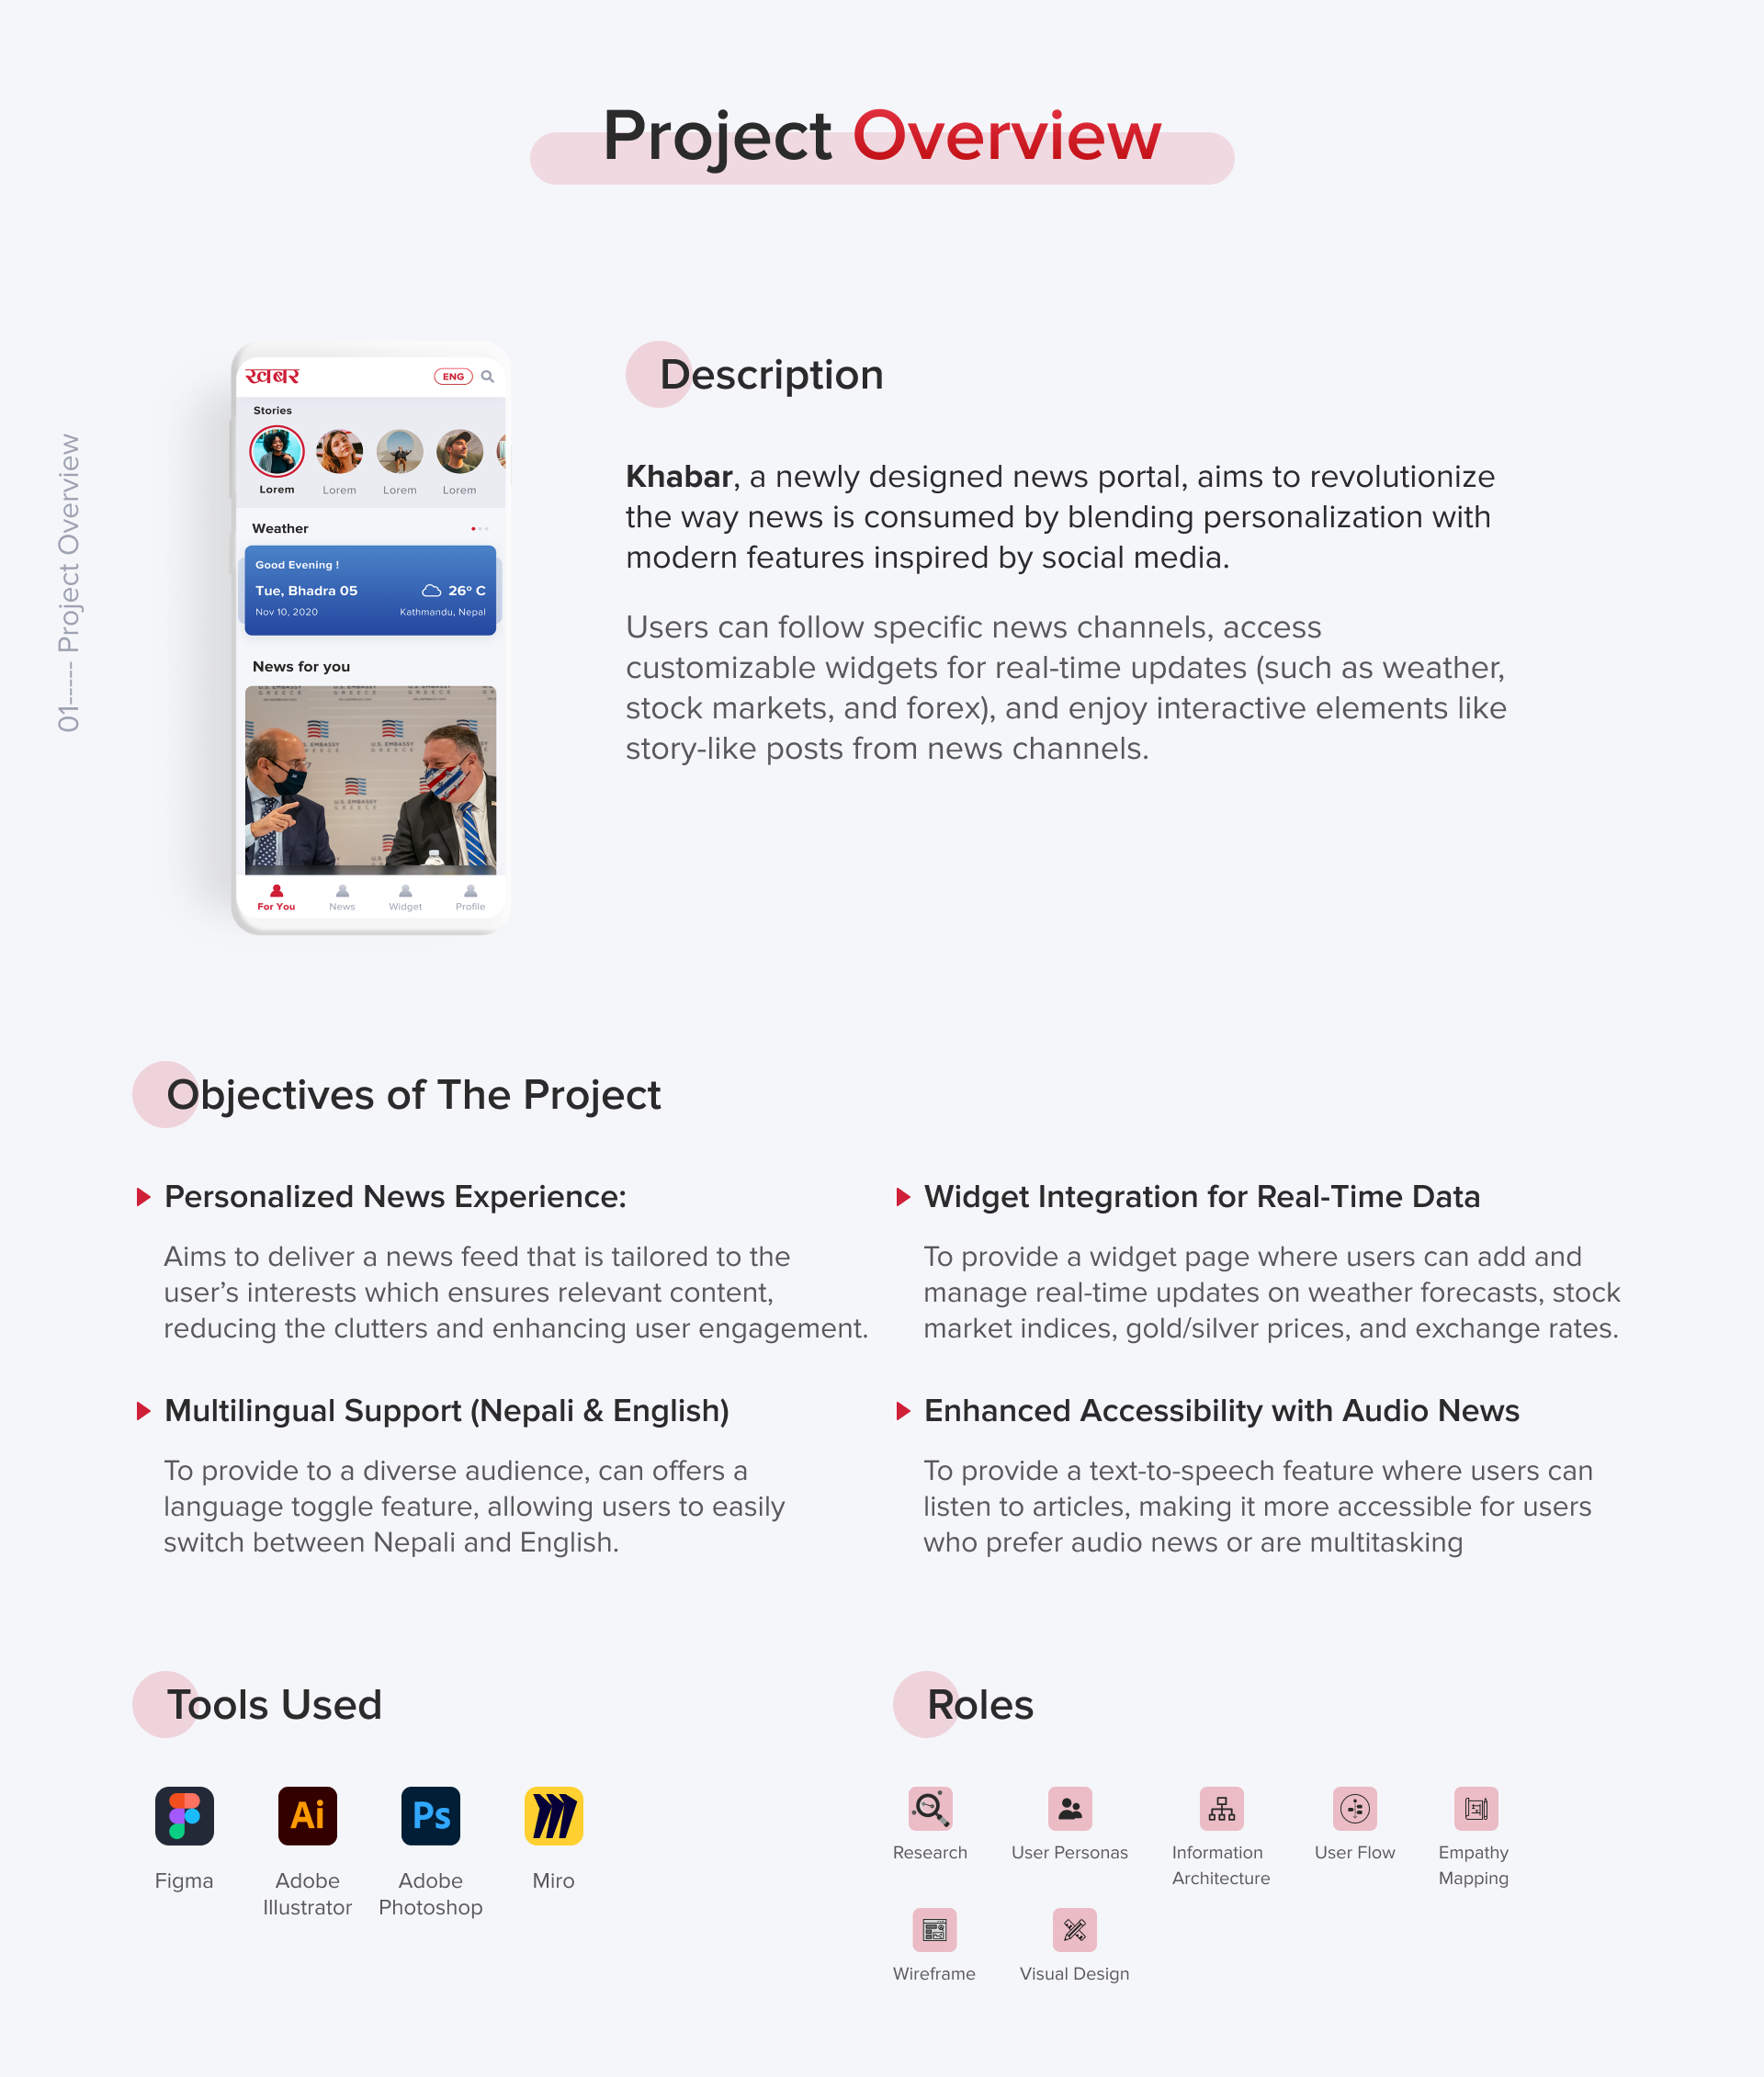 Project Overview
01----- Project Overview
खबर
ENG
Stories
Lorem
Lorem
Lorem
Lorem
Weather
Good Evening !
Tue, Bhadra 05
26° C
Nov 10, 2020
Kathmandu, Nepal
News for you
U.S. EMBASSY
GREECE
U.S. EMBASSY
GREECE
U.S. EMBASSY
GREECE
For You
News
Widget
Profile
Description
Khabar, a newly designed news portal, aims to revolutionize
the way news is consumed by blending personalization with
modern features inspired by social media.
Users can follow specific news channels, access
customizable widgets for real-time updates (such as weather,
stock markets, and forex), and enjoy interactive elements like
story-like posts from news channels.
Objectives of The Project
Personalized News Experience:
Aims to deliver a news feed that is tailored to the
user’s interests which ensures relevant content,
reducing the clutters and enhancing user engagement.
Widget Integration for Real-Time Data
To provide a widget page where users can add and
manage real-time updates on weather forecasts, stock
market indices, gold/silver prices, and exchange rates.
Multilingual Support (Nepali & English)
To provide to a diverse audience, can offers a
language toggle feature, allowing users to easily
switch between Nepali and English.
Enhanced Accessibility with Audio News
To provide a text-to-speech feature where users can
listen to articles, making it more accessible for users
who prefer audio news or are multitasking
Tools Used
Figma
Ai
Adobe
Illustrator
Ps
Adobe
Photoshop
Miro
Roles
Research
User Personas
Information
Architecture
User Flow
Empathy
Mapping
Wireframe
Visual Design